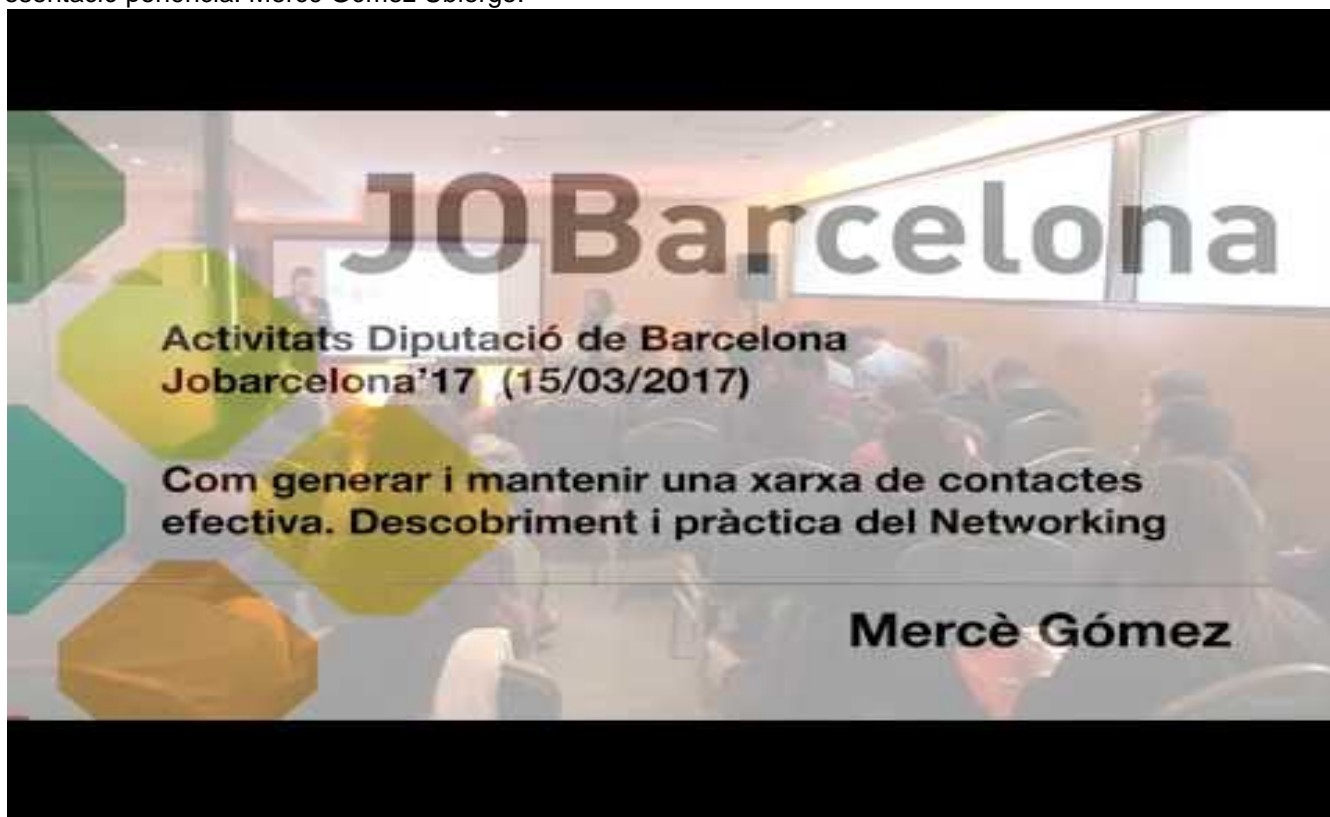 JOBarcelona
Activitats Diputació de Barcelona
Jobarcelona'17 (15/03/2017)
Com generar i mantenir una xarxa de contactes
efectiva. Descobriment i pràctica del Networking
Mercè Gómez